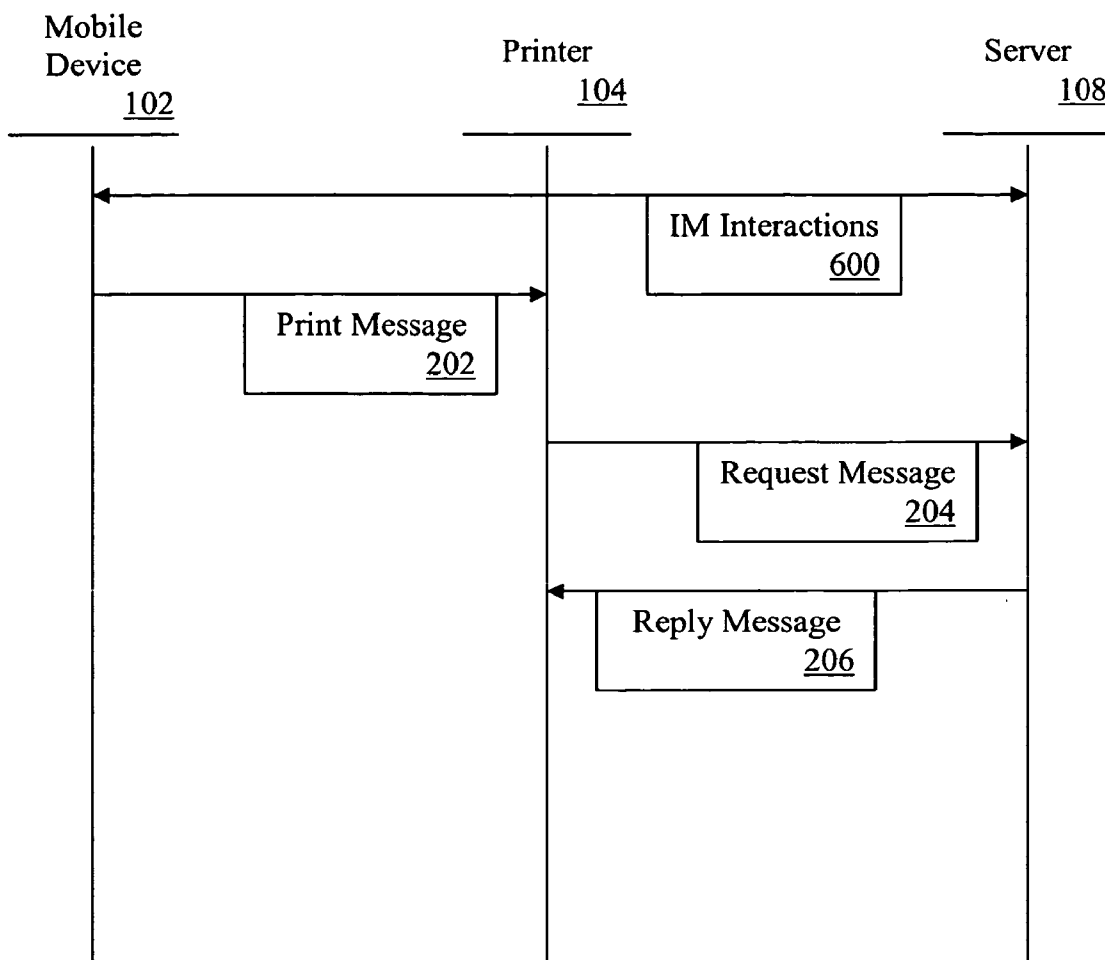 Mobile
Device
102
Printer
104
Server
108
IM Interactions
600
Print Message
202
Request Message
204
Reply Message
206